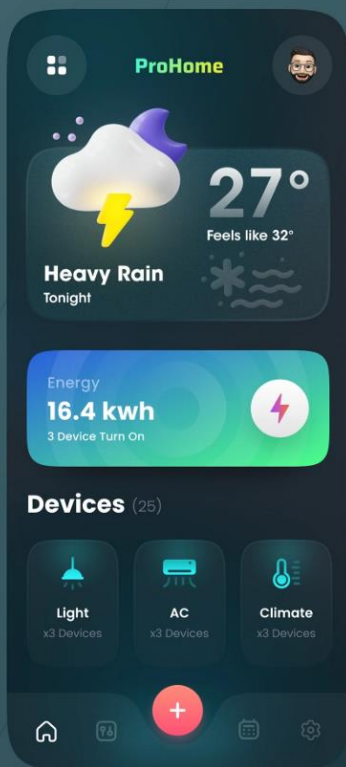 ProHome
27°
Feels like 32°
Heavy Rain
Tonight
Energy
16.4 kwh
3 Device Turn On
Devices (25)
Light
x3 Devices
AC
x3 Devices
Climate
x3 Devices